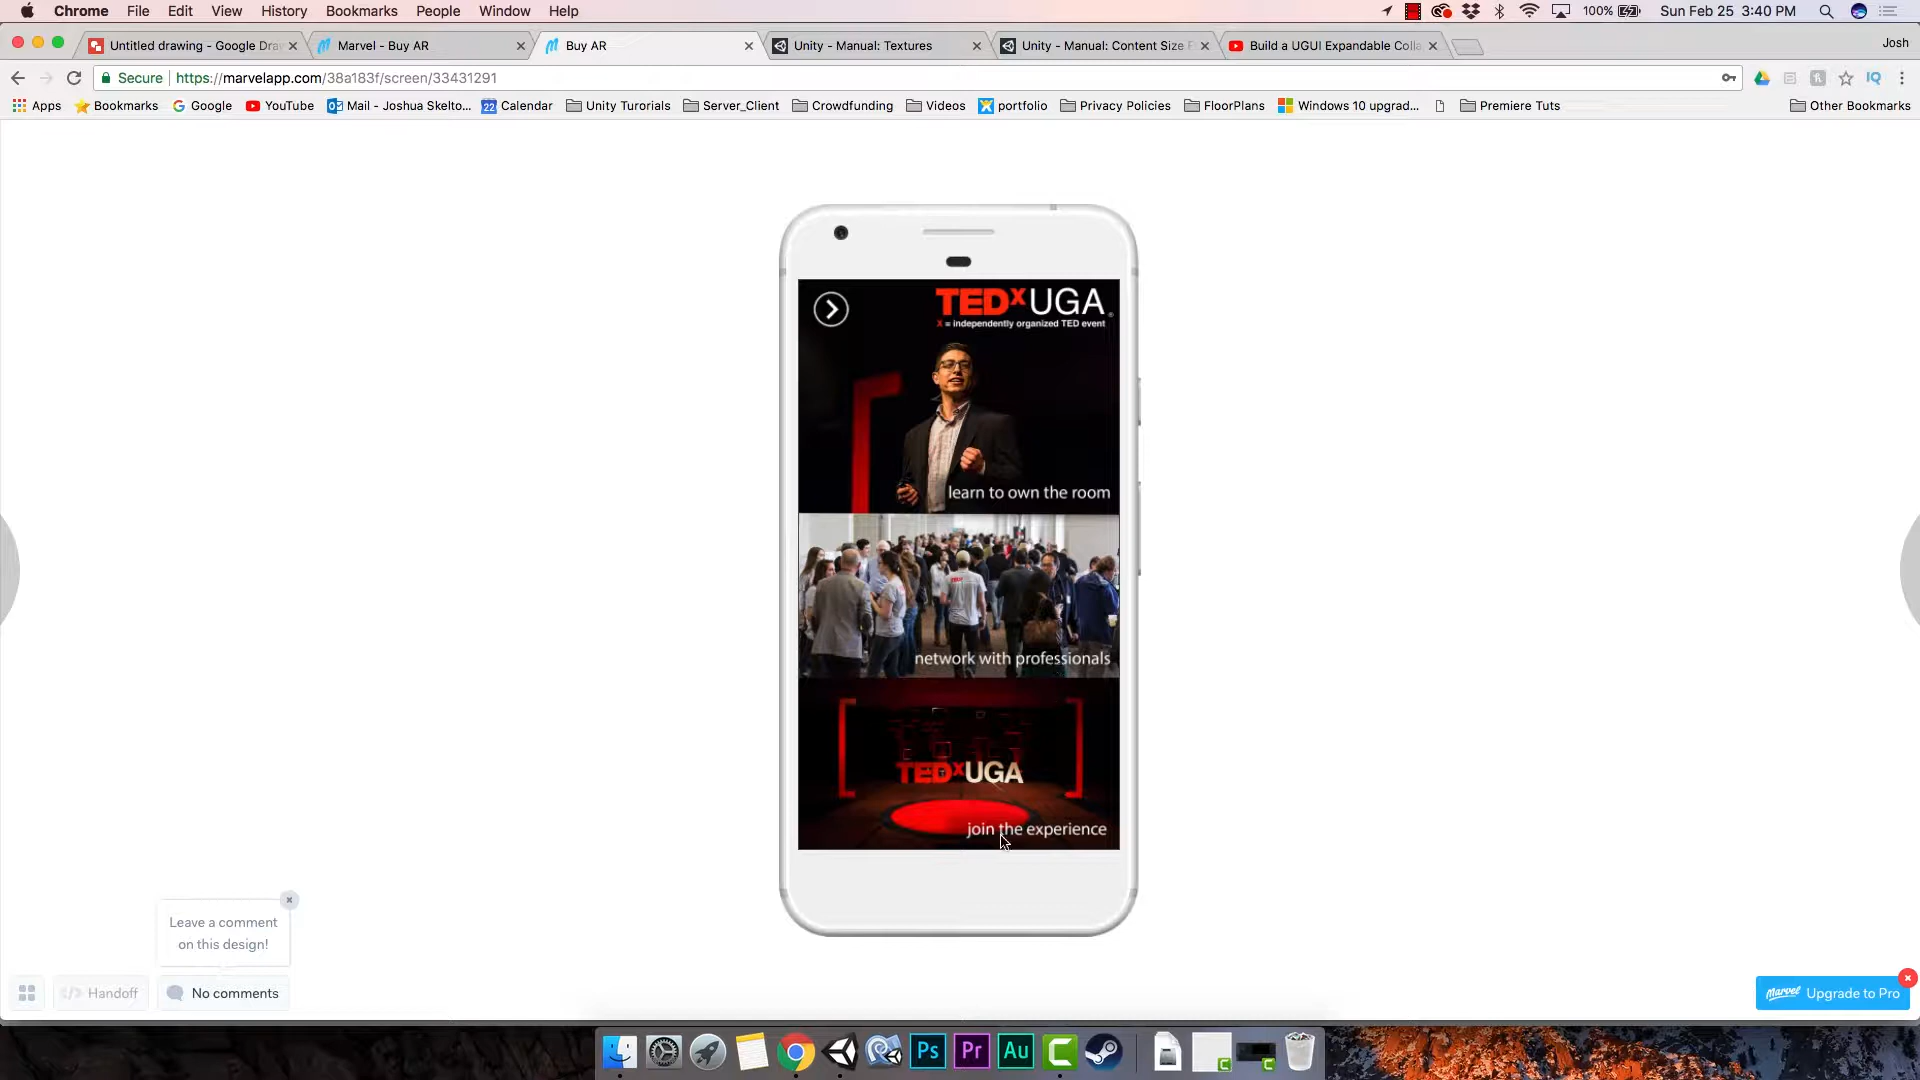 Chrome File Edit View History Bookmarks People Window Help 100% Sun Feb 25 3:40 PM
Untitled drawing - Google Dra Marvel - Buy AR Buy AR Unity - Manual: Textures Unity - Manual: Content Size F Build a UGUI Expandable Colla Josh
Secure https://marvelapp.com/38a183f/screen/33431291
Apps Bookmarks Google YouTube Mail - Joshua Skelto... 22 Calendar Unity Turorials Server_Client Crowdfunding Videos portfolio Privacy Policies FloorPlans Windows 10 upgrad... Premiere Tuts Other Bookmarks
TEDxUGA
X = independently organized TED event
learn to own the room
network with professionals
TEDxUGA
join the experience
Leave a comment
on this design!
Handoff No comments
Marvel Upgrade to Pro
Ps Pr Au